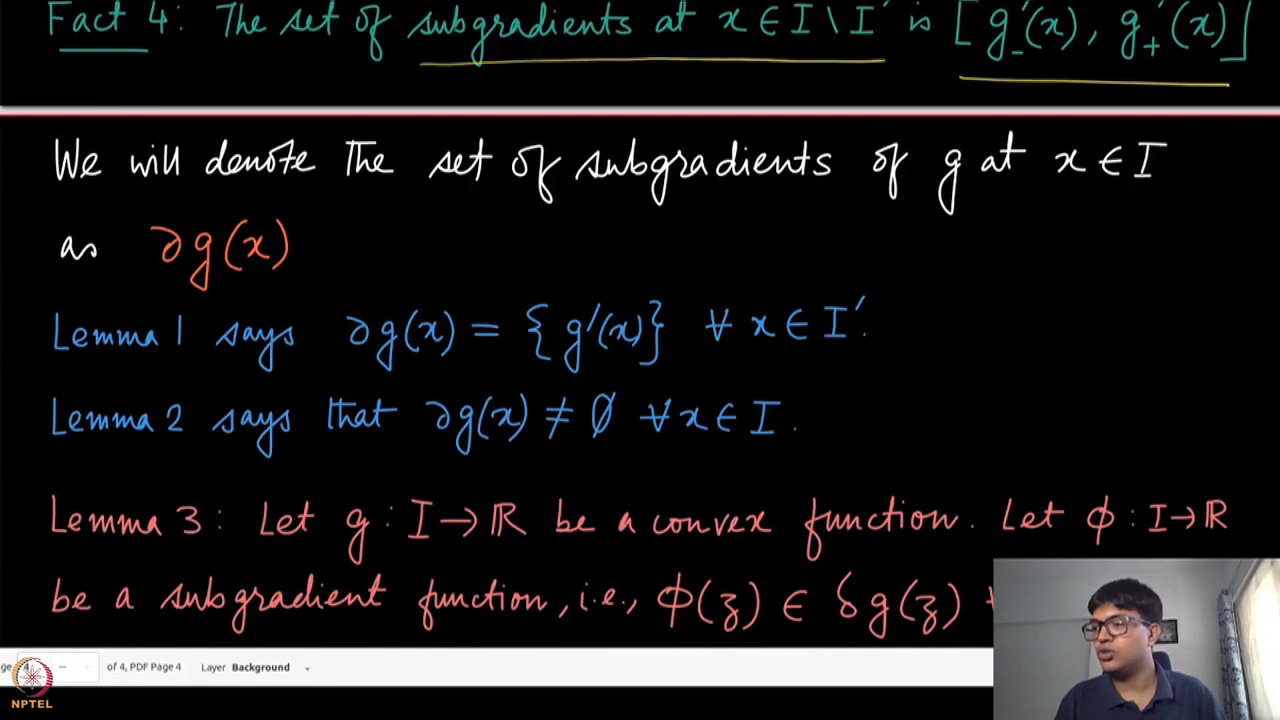 Fact 4: The set of subgradients at x ∈ I \ I' is [g'₋(x), g'₊(x)]
We will denote the set of subgradients of g at x ∈ I
as ∂g(x)
Lemma 1 says ∂g(x) = {g'(x)} ∀ x ∈ I'.
Lemma 2 says that ∂g(x) ≠ ∅ ∀ x ∈ I.
Lemma 3: Let g : I → ℝ be a convex function. Let ϕ : I → ℝ
be a subgradient function, i.e., ϕ(z) ∈ δg(z)
4 of 4, PDF Page 4 Layer Background
NPTEL